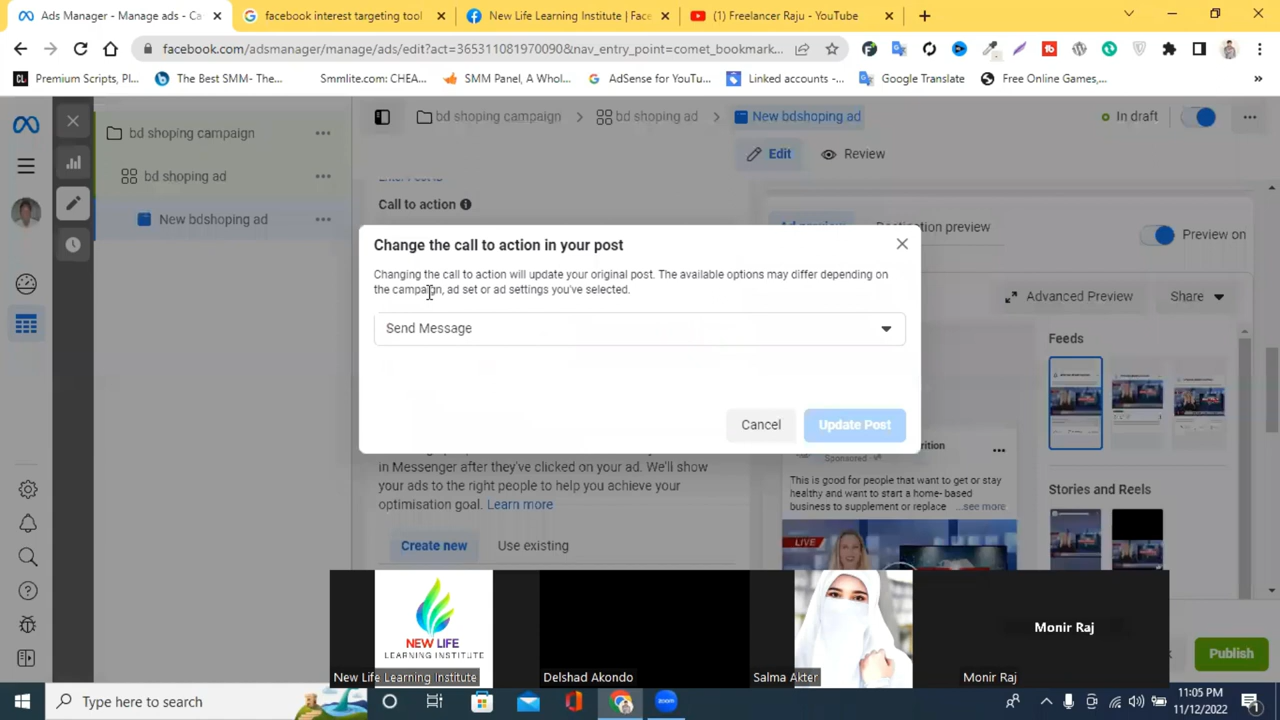 Ads Manager - Manage ads - Ca
facebook interest targeting tool
New Life Learning Institute | Face
(1) Freelancer Raju - YouTube
facebook.com/adsmanager/manage/ads/edit?act=365311081970090&nav_entry_point=comet_bookmark...
Premium Scripts, Pl...
The Best SMM- The...
Smmlite.com: CHEA...
SMM Panel, A Whol...
AdSense for YouTu...
Linked accounts -...
Google Translate
Free Online Games,...
»
bd shoping campaign
bd shoping ad
New bdshoping ad
bd shoping campaign
bd shoping ad
New bdshoping ad
In draft
Edit
Review
Call to action
Ad preview
Destination preview
Preview on
Change the call to action in your post
Changing the call to action will update your original post. The available options may differ depending on
the campaign, ad set or ad settings you've selected.
Send Message
Cancel
Update Post
Advanced Preview
Share
Feeds
Stories and Reels
in Messenger after they've clicked on your ad. We'll show
your ads to the right people to help you achieve your
optimisation goal. Learn more
Create new
Use existing
Sponsored
This is good for people that want to get or stay
healthy and want to start a home- based
business to supplement or replace ...see more
LIVE
NEW LIFE
LEARNING INSTITUTE
New Life Learning Institute
Delshad Akondo
Salma Akter
Monir Raj
Monir Raj
Publish
Type here to search
11:05 PM
11/12/2022
1